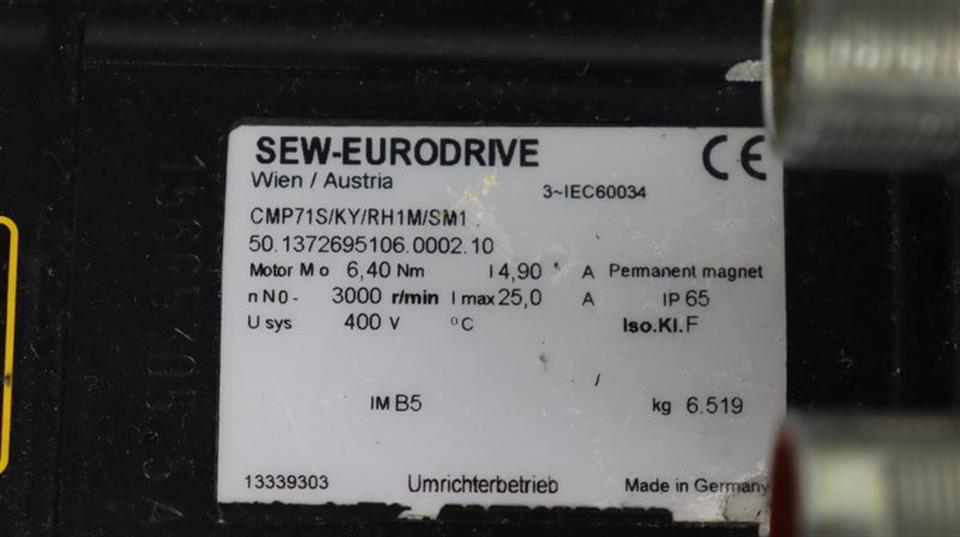 SEW-EURODRIVE CE
Wien / Austria 3~IEC60034
CMP71S/KY/RH1M/SM1
50.1372695106.0002.10
Motor M o 6,40 Nm I 4,90 A Permanent magnet
n N0- 3000 r/min I max 25,0 A IP 65
U sys 400 V ºC Iso.Kl. F
/
IM B5 kg 6.519
13339303 Umrichterbetrieb Made in Germany